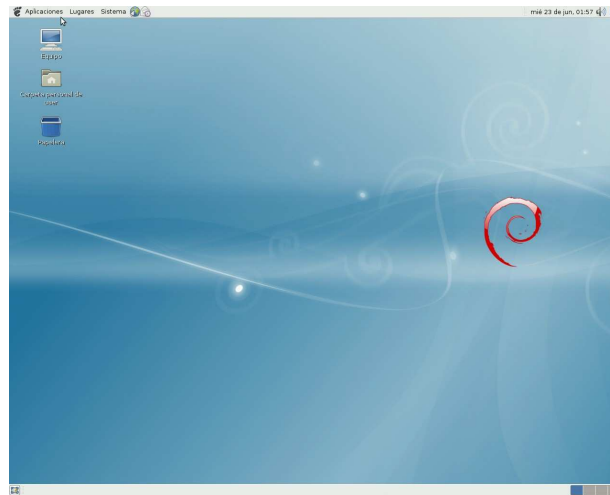 Aplicaciones Lugares Sistema
mié 23 de jun, 01:57
Equipo
Carpeta personal de
user
Papelera